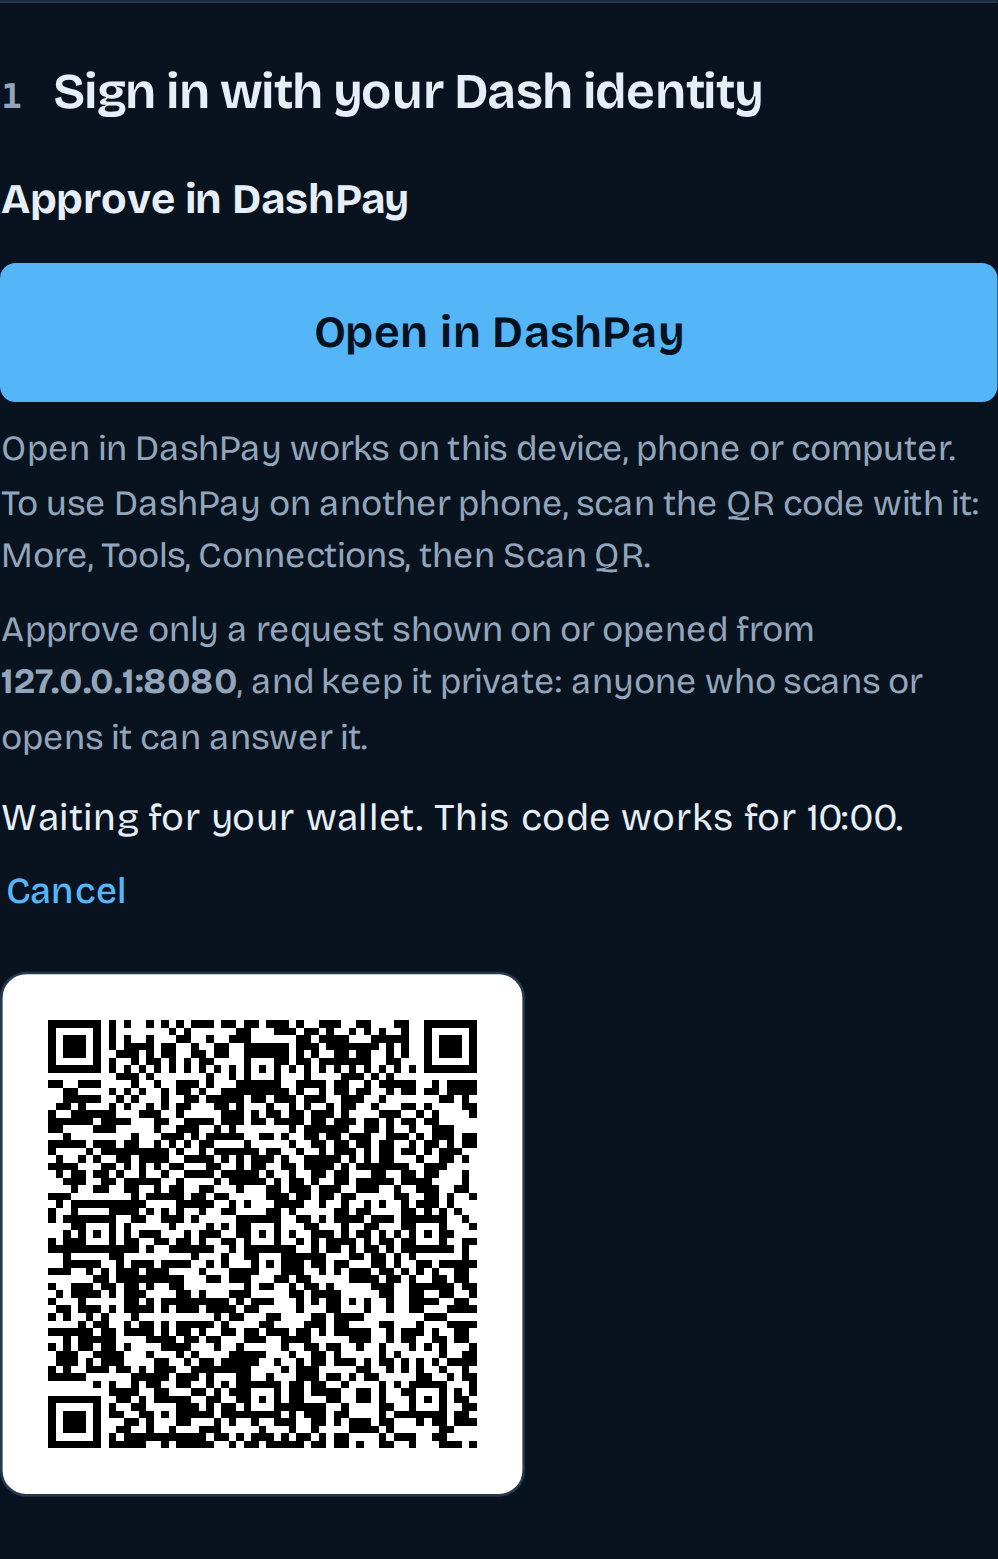 1 Sign in with your Dash identity
Approve in DashPay
Open in DashPay
Open in DashPay works on this device, phone or computer.
To use DashPay on another phone, scan the QR code with it:
More, Tools, Connections, then Scan QR.
Approve only a request shown on or opened from
127.0.0.1:8080, and keep it private: anyone who scans or
opens it can answer it.
Waiting for your wallet. This code works for 10:00.
Cancel